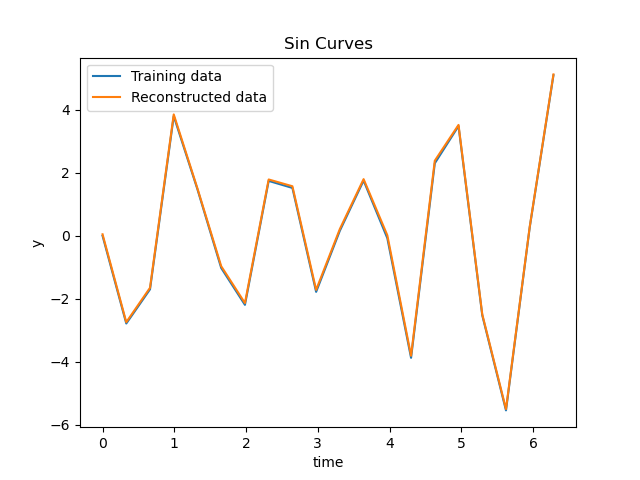 Sin Curves
Training data
Reconstructed data
4
2
0
−2
−4
−6
y
0 1 2 3 4 5 6
time